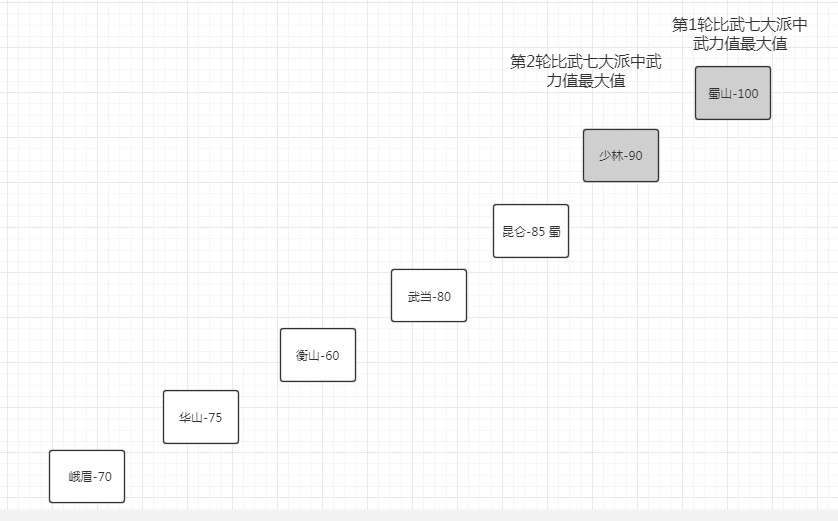 第1轮比武七大派中
武力值最大值
第2轮比武七大派中武
力值最大值
蜀山-100
少林-90
昆仑-85 蜀
武当-80
衡山-60
华山-75
峨眉-70